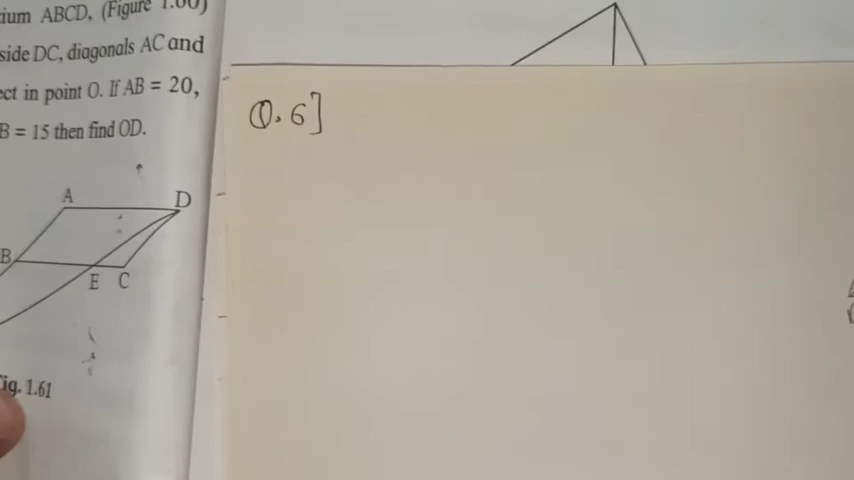 ium ABCD, (Figure 1.60)
side DC, diagonals AC and
ect in point O. If AB = 20,
B = 15 then find OD.
A
D
B
E C
ig. 1.61
Q. 6]